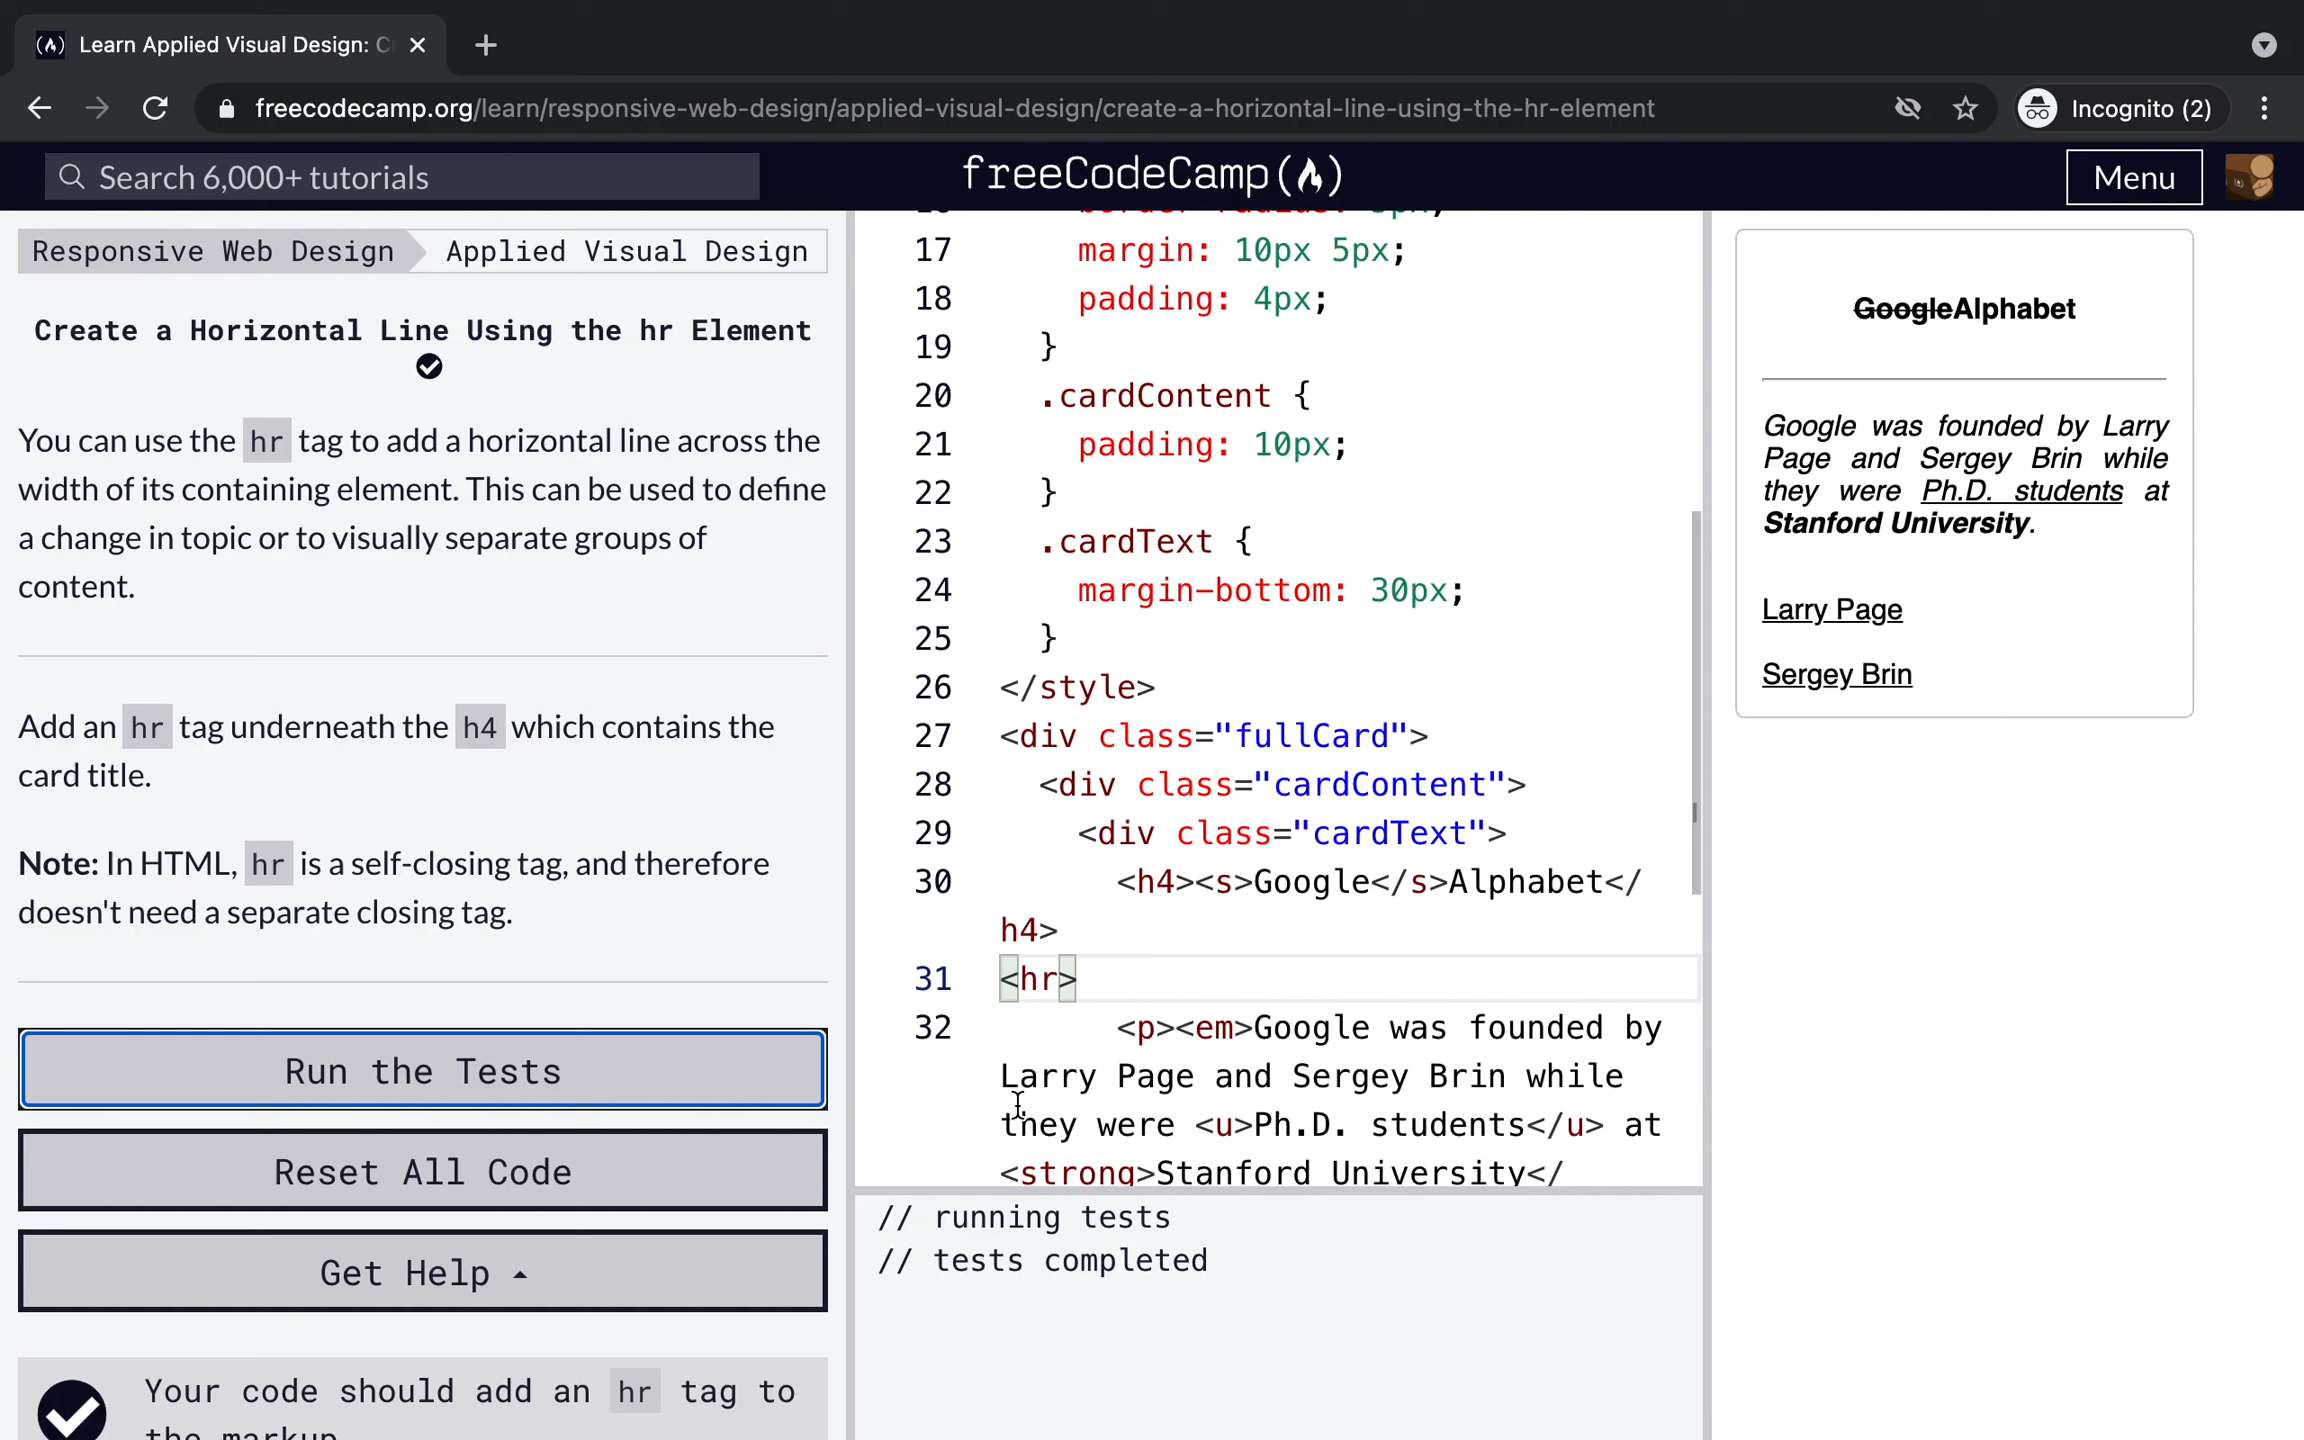 Learn Applied Visual Design: C
freecodecamp.org/learn/responsive-web-design/applied-visual-design/create-a-horizontal-line-using-the-hr-element
Incognito (2)
Search 6,000+ tutorials
freeCodeCamp(🔥)
Menu
Responsive Web Design
Applied Visual Design
Create a Horizontal Line Using the hr Element
You can use the hr tag to add a horizontal line across the
width of its containing element. This can be used to define
a change in topic or to visually separate groups of
content.
Add an hr tag underneath the h4 which contains the
card title.
Note: In HTML, hr is a self-closing tag, and therefore
doesn't need a separate closing tag.
Run the Tests
Reset All Code
Get Help
Your code should add an hr tag to
the markup
17 margin: 10px 5px;
18 padding: 4px;
19 }
20 .cardContent {
21 padding: 10px;
22 }
23 .cardText {
24 margin-bottom: 30px;
25 }
26 </style>
27 <div class="fullCard">
28 <div class="cardContent">
29 <div class="cardText">
30 <h4><s>Google</s>Alphabet</
h4>
31 <hr>
32 <p><em>Google was founded by
Larry Page and Sergey Brin while
they were <u>Ph.D. students</u> at
<strong>Stanford University</
// running tests
// tests completed
GoogleAlphabet
Google was founded by Larry
Page and Sergey Brin while
they were Ph.D. students at
Stanford University.
Larry Page
Sergey Brin